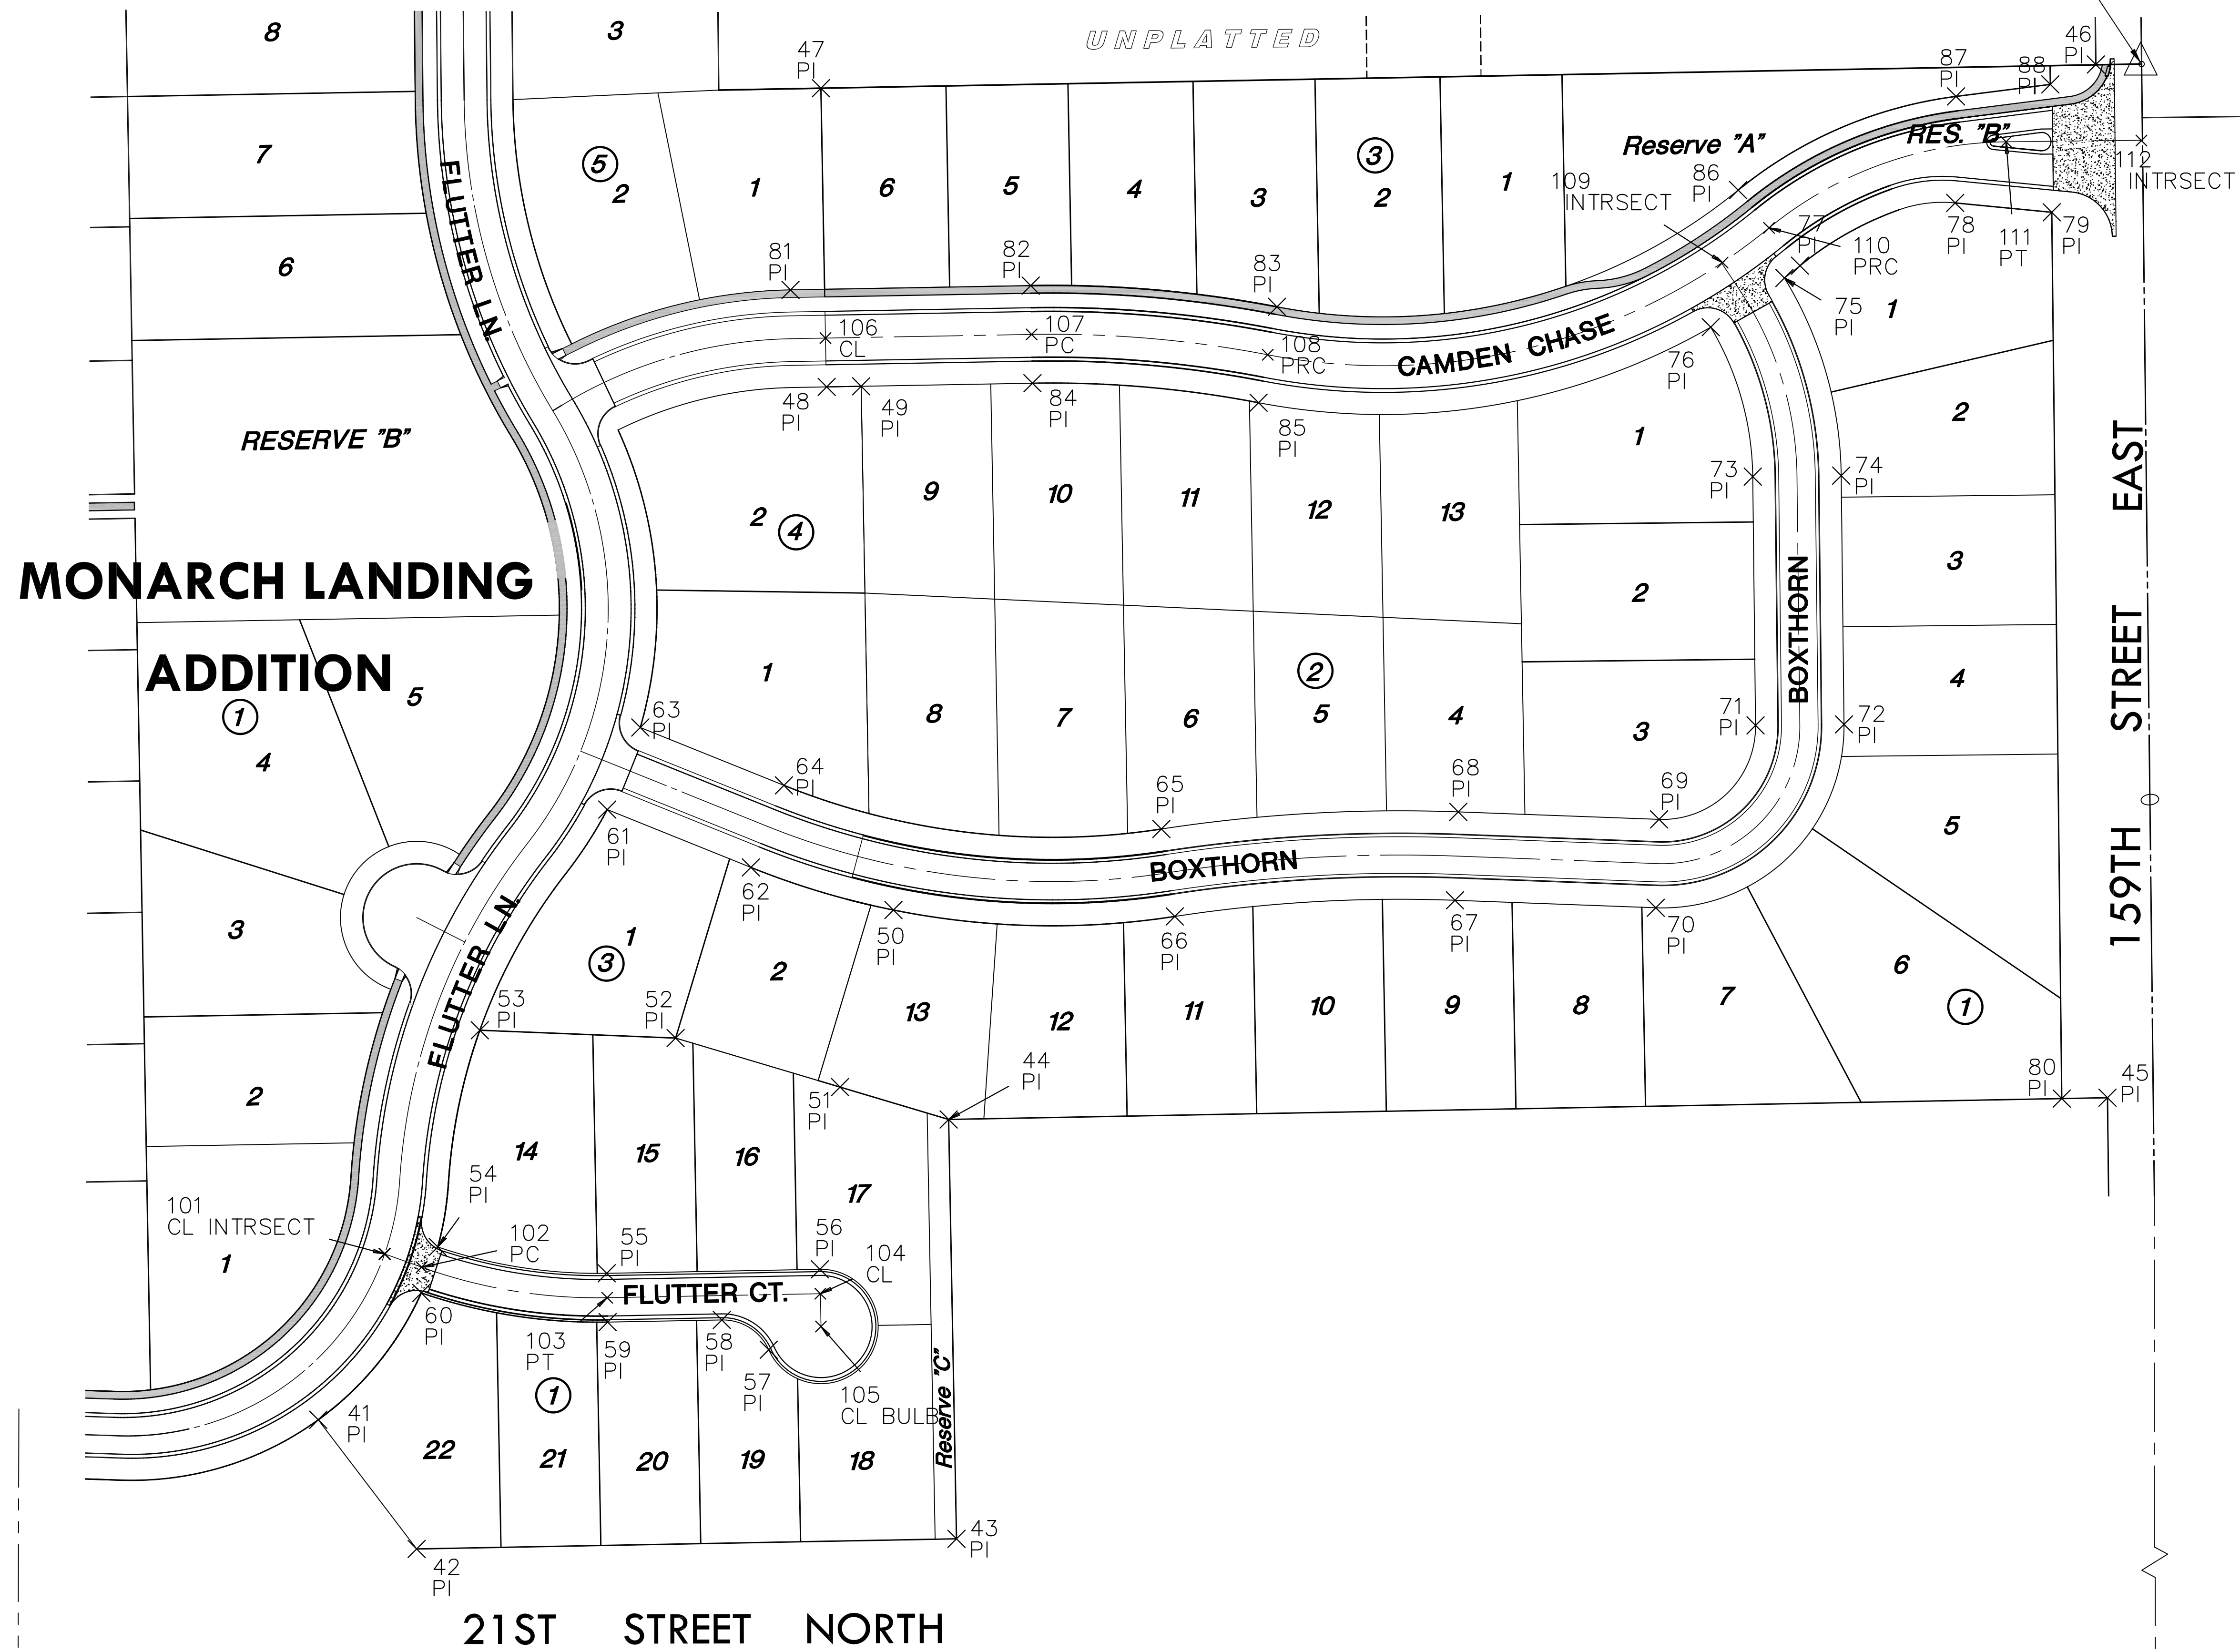 8
3
UNPLATTED
47
PI
46
PI
87
PI
88
PI
7
5
2
1
6
5
4
3
3
2
1
Reserve "A"
RES. "B"
109
INTRSECT
86
PI
112
INTRSECT
6
FLUTTER LN.
81
PI
82
PI
83
PI
77
PI
110
PRC
78
PI
111
PT
79
PI
75
PI
1
106
CL
107
PC
108
PRC
CAMDEN CHASE
76
PI
48
PI
49
PI
84
PI
85
PI
RESERVE "B"
2
4
9
10
11
12
13
1
73
PI
74
PI
2
MONARCH LANDING
ADDITION
2
BOXTHORN
3
159TH STREET EAST
1
5
4
1
8
7
6
2
5
4
3
71
PI
72
PI
4
63
PI
64
PI
65
PI
68
PI
69
PI
5
61
PI
62
PI
BOXTHORN
50
PI
66
PI
67
PI
70
PI
3
FLUTTER LN.
1
3
2
13
12
11
10
9
8
7
6
1
53
PI
52
PI
44
PI
51
PI
80
PI
45
PI
2
14
15
16
17
54
PI
101
CL INTRSECT
1
102
PC
55
PI
56
PI
104
CL
FLUTTER CT.
60
PI
103
PT
59
PI
58
PI
57
PI
105
CL BULB
1
41
PI
22
21
20
19
18
Reserve "C"
42
PI
43
PI
21ST STREET NORTH